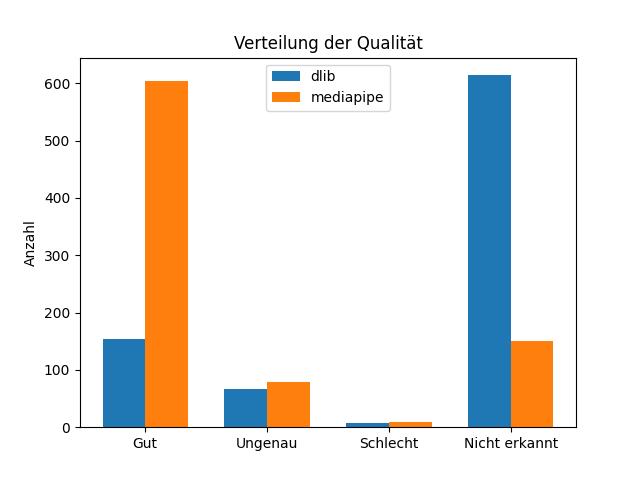 Verteilung der Qualität
dlib
mediapipe
Anzahl
600
500
400
300
200
100
0
Gut
Ungenau
Schlecht
Nicht erkannt